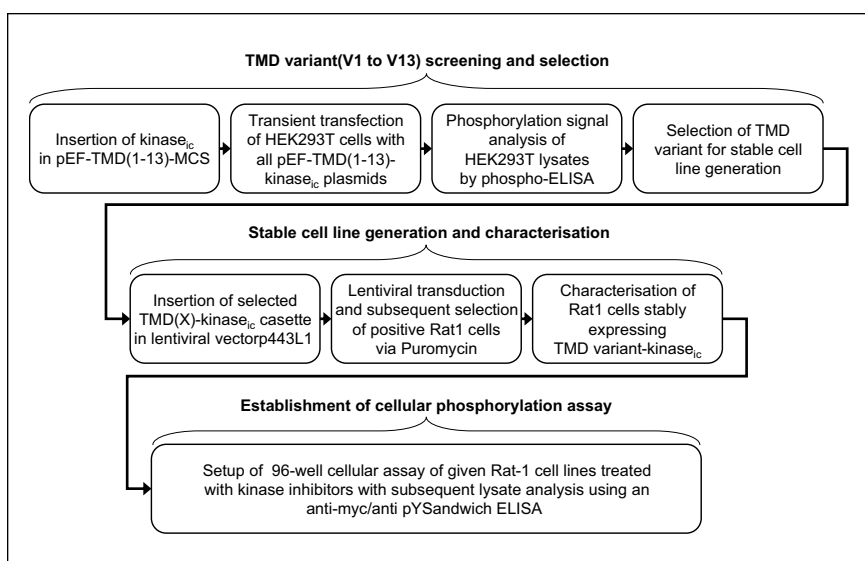 TMD variant(V1 to V13) screening and selection
Insertion of kinaseic
in pEF-TMD(1-13)-MCS
Transient transfection
of HEK293T cells with
all pEF-TMD(1-13)-
kinaseic plasmids
Phosphorylation signal
analysis of
HEK293T lysates
by phospho-ELISA
Selection of TMD
variant for stable cell
line generation
Stable cell line generation and characterisation
Insertion of selected
TMD(X)-kinaseic casette
in lentiviral vectorp443L1
Lentiviral transduction
and subsequent selection
of positive Rat1 cells
via Puromycin
Characterisation of
Rat1 cells stably
expressing
TMD variant-kinaseic
Establishment of cellular phosphorylation assay
Setup of 96-well cellular assay of given Rat-1 cell lines treated
with kinase inhibitors with subsequent lysate analysis using an
anti-myc/anti pYSandwich ELISA